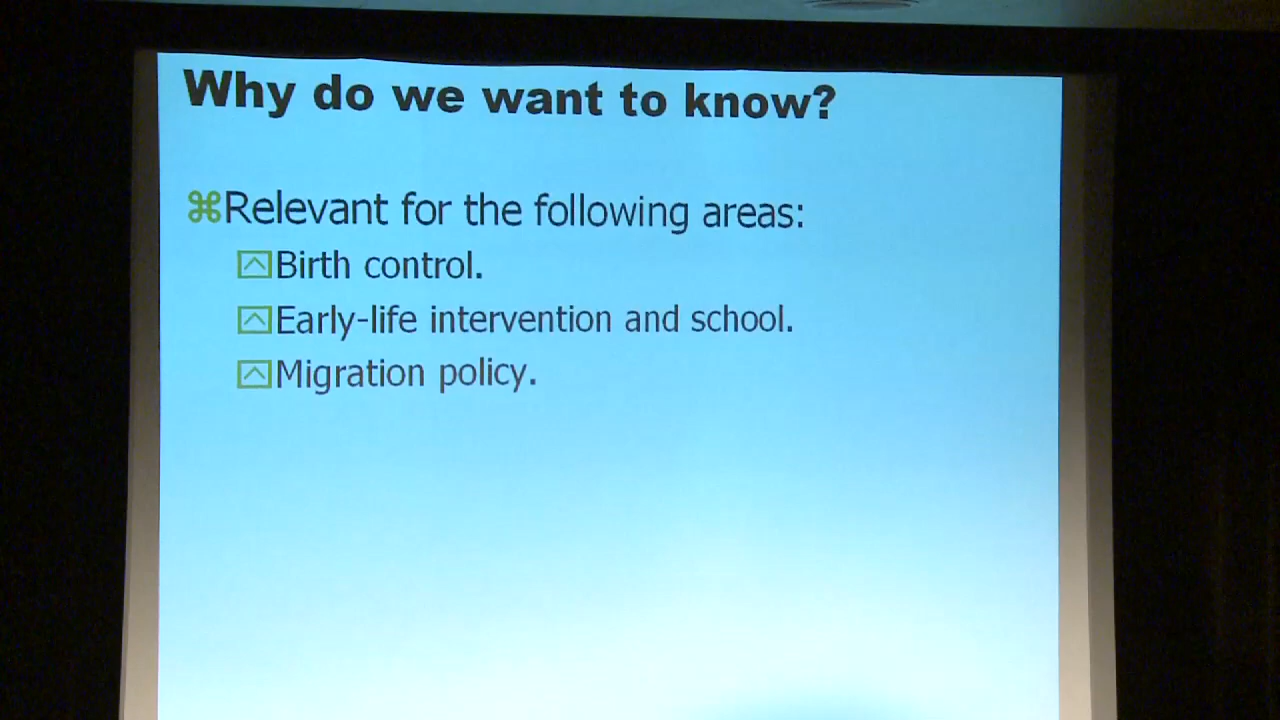 Why do we want to know?
⌘Relevant for the following areas:
Birth control.
Early-life intervention and school.
Migration policy.